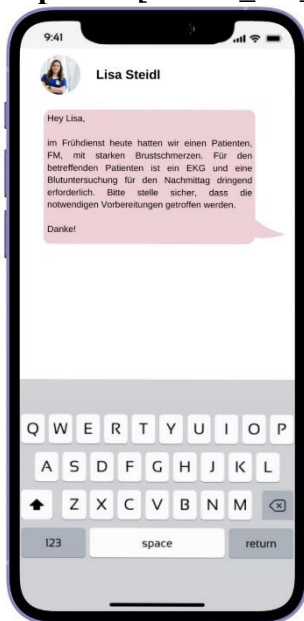 9:41
Lisa Steidl
Hey Lisa,
im Frühdienst heute hatten wir einen Patienten,
FM, mit starken Brustschmerzen. Für den
betreffenden Patienten ist ein EKG und eine
Blutuntersuchung für den Nachmittag dringend
erforderlich. Bitte stelle sicher, dass die
notwendigen Vorbereitungen getroffen werden.
Danke!
Q W E R T Y U I O P
A S D F G H J K L
Z X C V B N M
123 space return